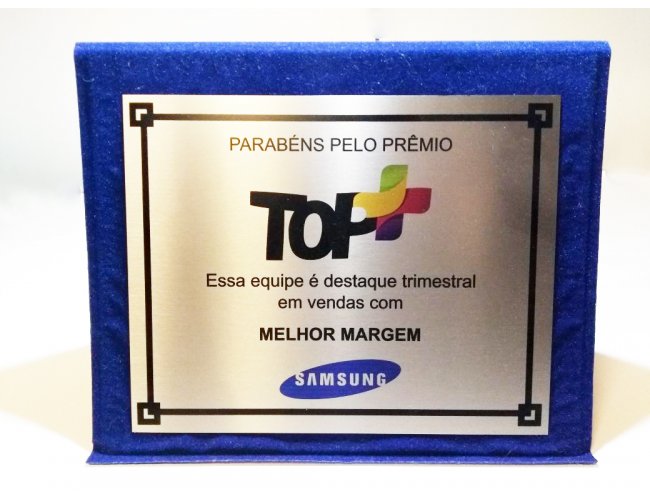 PARABÉNS PELO PRÊMIO
TOP+
Essa equipe é destaque trimestral
em vendas com
MELHOR MARGEM
SAMSUNG